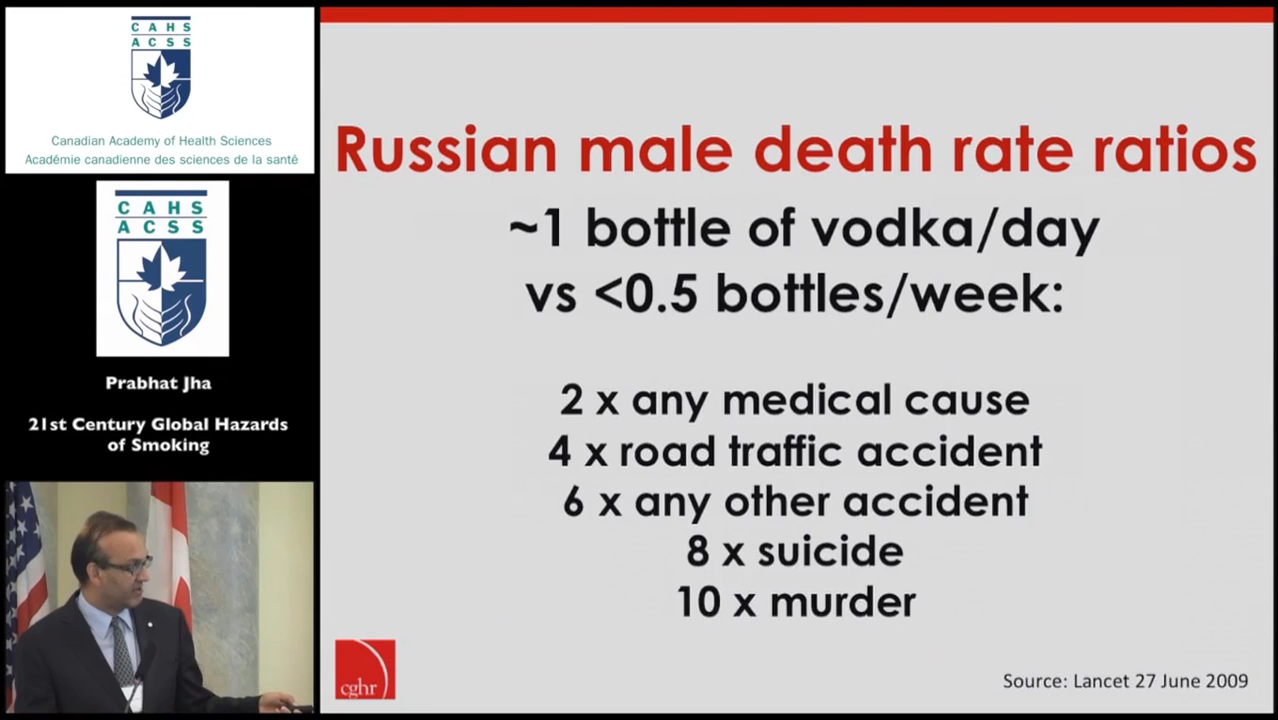 CAHS
ACSS
Canadian Academy of Health Sciences
Académie canadienne des sciences de la santé
CAHS
ACSS
Prabhat Jha
21st Century Global Hazards
of Smoking
Russian male death rate ratios
~1 bottle of vodka/day
vs <0.5 bottles/week:
2 x any medical cause
4 x road traffic accident
6 x any other accident
8 x suicide
10 x murder
cghr
Source: Lancet 27 June 2009